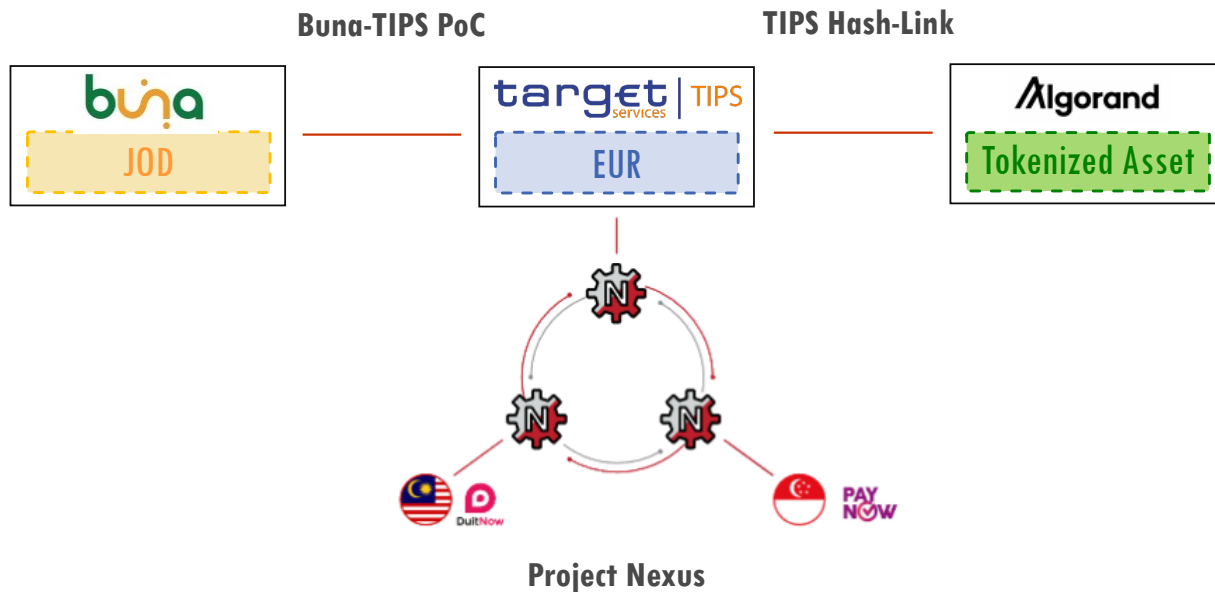 Buna-TIPS PoC
TIPS Hash-Link
buna
target services | TIPS
Algorand
JOD
EUR
Tokenized Asset
N
N
N
DuitNow
PAY
NOW
Project Nexus